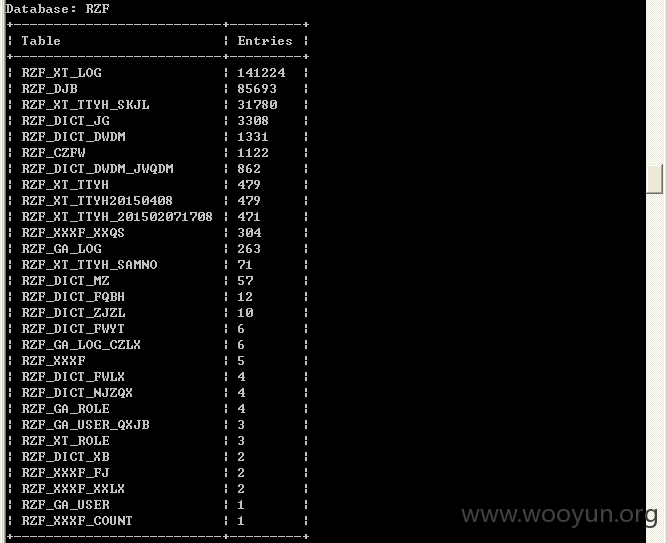 Database: RZF
Table Entries
RZF_XT_LOG 141224
RZF_DJB 85693
RZF_XT_TTYH_SKJL 31780
RZF_DICT_JG 3308
RZF_DICT_DWDM 1331
RZF_CZFW 1122
RZF_DICT_DWDM_JWQDM 862
RZF_XT_TTYH 479
RZF_XT_TTYH20150408 479
RZF_XT_TTYH_201502071708 471
RZF_XXXF_XXQS 304
RZF_GA_LOG 263
RZF_XT_TTYH_SAMNO 71
RZF_DICT_MZ 57
RZF_DICT_FQBH 12
RZF_DICT_ZJZL 10
RZF_DICT_FWYT 6
RZF_GA_LOG_CZLX 6
RZF_XXXF 5
RZF_DICT_FWLX 4
RZF_DICT_NJZQX 4
RZF_GA_ROLE 4
RZF_GA_USER_QXJB 3
RZF_XT_ROLE 3
RZF_DICT_XB 2
RZF_XXXF_FJ 2
RZF_XXXF_XXLX 2
RZF_GA_USER 1
RZF_XXXF_COUNT 1
www.wooyun.org